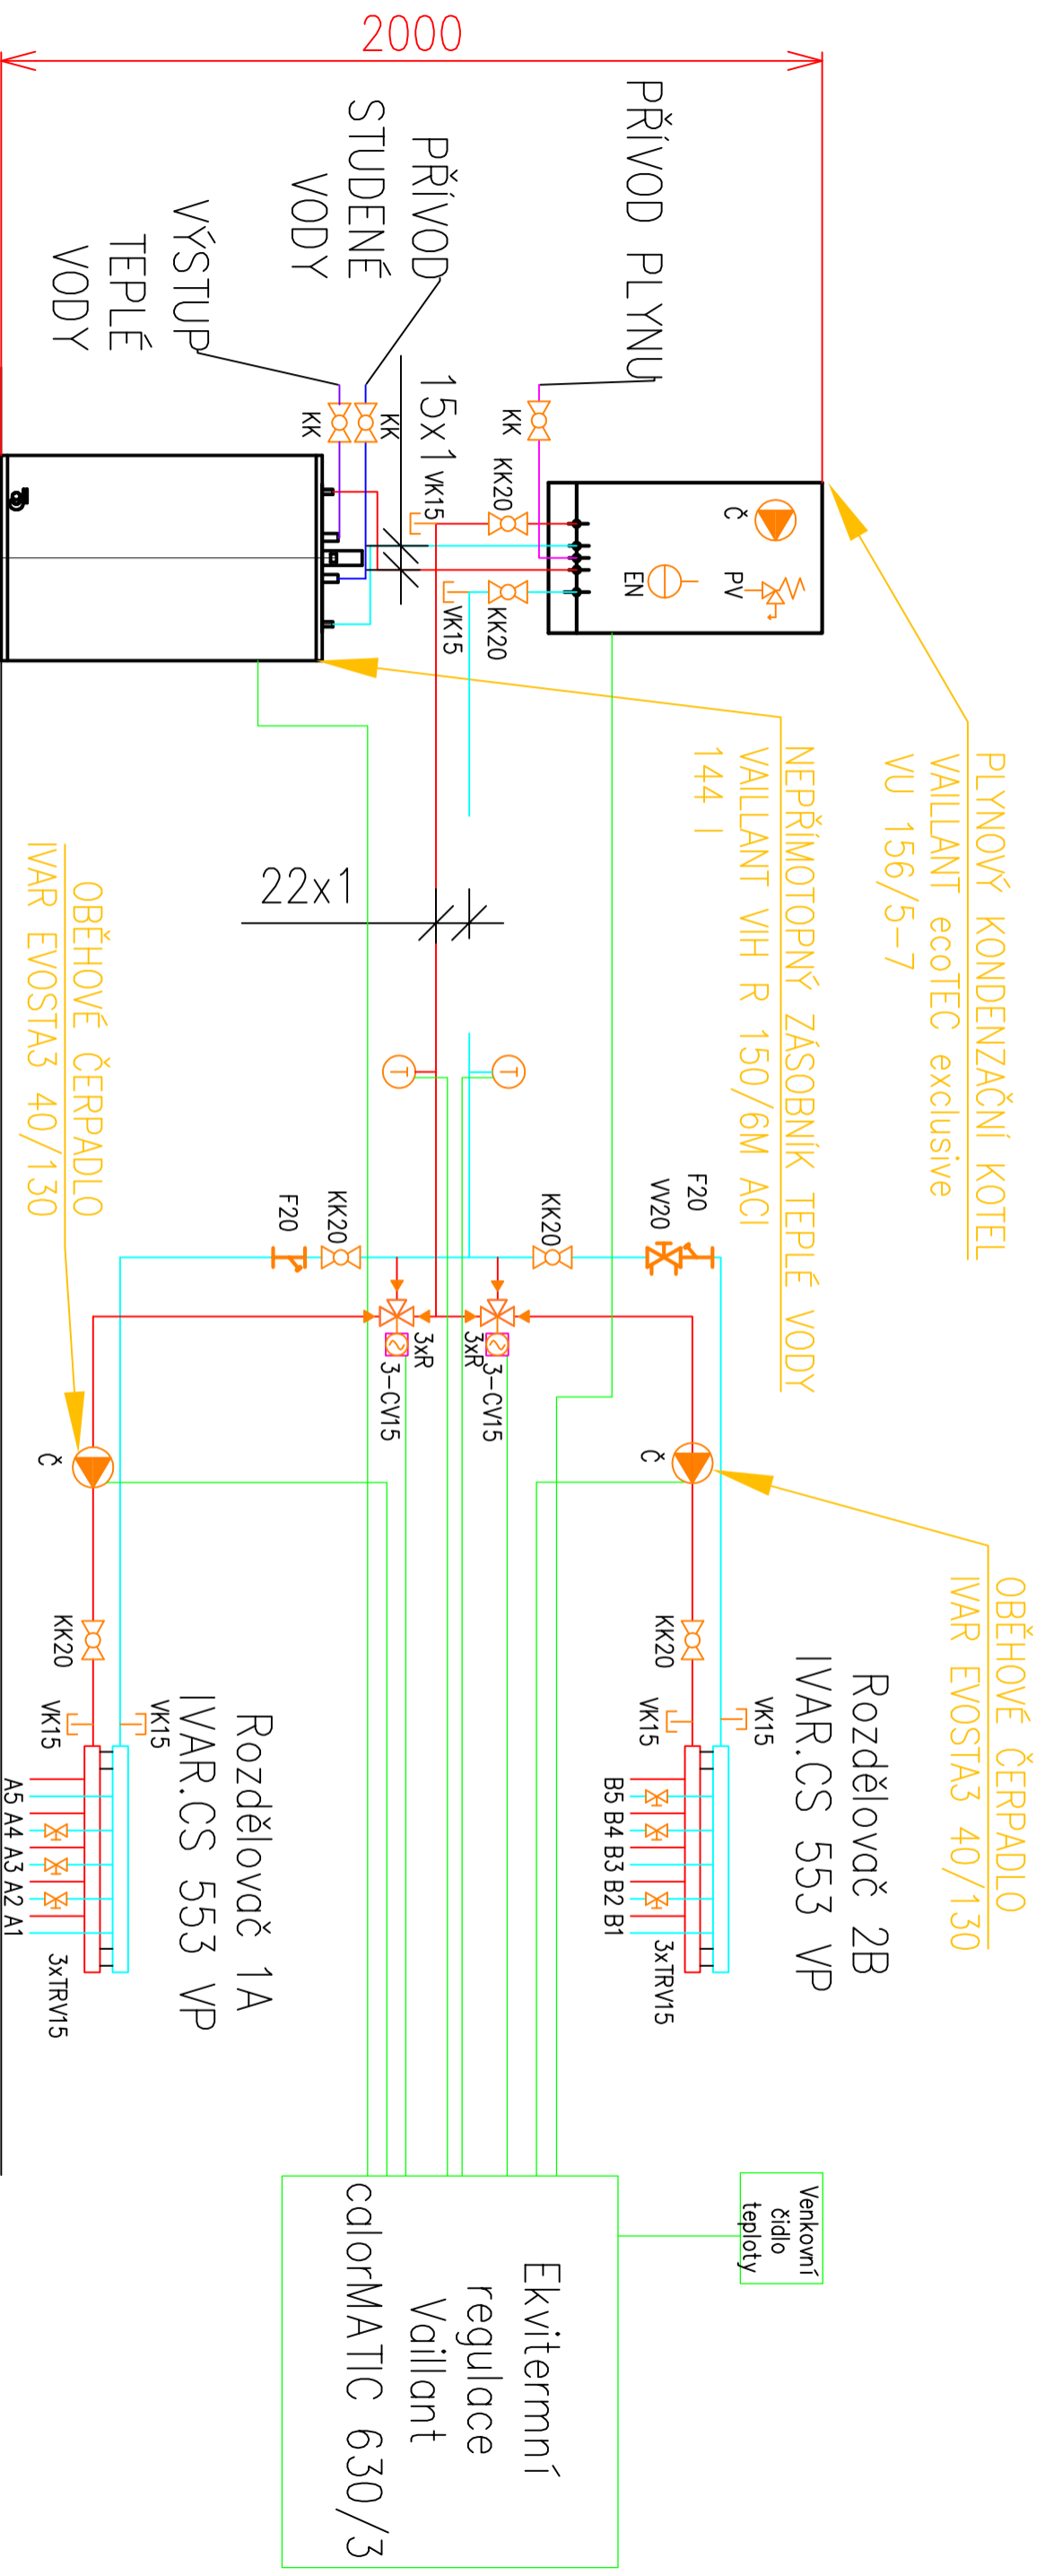 2000
PŘÍVOD PLYNU
PŘÍVOD
STUDENÉ
VODY
VÝSTUP
TEPLÉ
VODY
KK
KK
KK
15x1
VK15
KK20
VK15
KK20
Č
PV
EN
PLYNOVÝ KONDENZAČNÍ KOTEL
VAILLANT ecoTEC exclusive
VU 156/5-7
NEPŘÍMOTOPNÝ ZÁSOBNÍK TEPLÉ VODY
VAILLANT VIH R 150/6M ACI
144 l
22x1
OBĚHOVÉ ČERPADLO
IVAR EVOSTA3 40/130
T
T
F20
VV20
KK20
KK20
F20
3xR
3-CV15
3xR
3-CV15
Č
Č
OBĚHOVÉ ČERPADLO
IVAR EVOSTA3 40/130
KK20
VK15
VK15
Rozdělovač 2B
IVAR.CS 553 VP
B5 B4 B3 B2 B1
3xTRV15
KK20
VK15
VK15
Rozdělovač 1A
IVAR.CS 553 VP
A5 A4 A3 A2 A1
3xTRV15
Venkovní
čidlo
teploty
Ekvitermní
regulace
Vaillant
calorMATIC 630/3